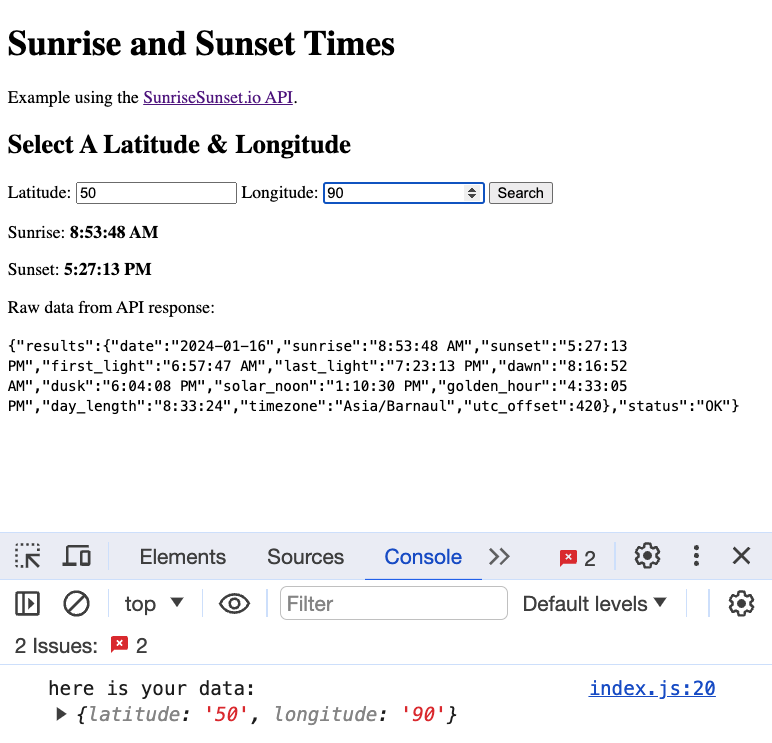 Sunrise and Sunset Times
Example using the SunriseSunset.io API.
Select A Latitude & Longitude
Latitude: 50 Longitude: 90 Search
Sunrise: 8:53:48 AM
Sunset: 5:27:13 PM
Raw data from API response:
{"results":{"date":"2024-01-16","sunrise":"8:53:48 AM","sunset":"5:27:13
PM","first_light":"6:57:47 AM","last_light":"7:23:13 PM","dawn":"8:16:52
AM","dusk":"6:04:08 PM","solar_noon":"1:10:30 PM","golden_hour":"4:33:05
PM","day_length":"8:33:24","timezone":"Asia/Barnaul","utc_offset":420},"status":"OK"}
Elements Sources Console 2
top Filter Default levels
2 Issues: 2
here is your data: index.js:20
{latitude: '50', longitude: '90'}